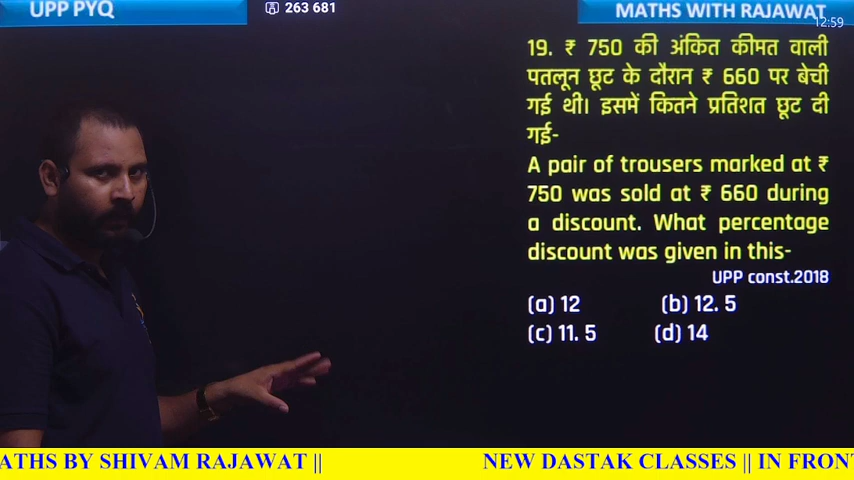 UPP PYQ
263 681
MATHS WITH RAJAWAT
12:59
19. ₹ 750 की अंकित कीमत वाली
पतलून छूट के दौरान ₹ 660 पर बेची
गई थी। इसमें कितने प्रतिशत छूट दी
गई-
A pair of trousers marked at ₹
750 was sold at ₹ 660 during
a discount. What percentage
discount was given in this-
UPP const.2018
(a) 12 (b) 12. 5
(c) 11. 5 (d) 14
ATHS BY SHIVAM RAJAWAT || NEW DASTAK CLASSES || IN FRONT